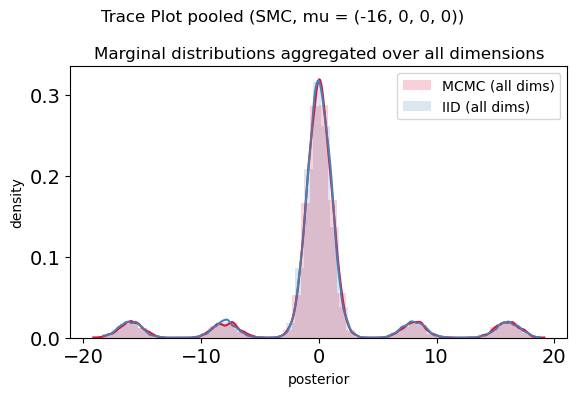 Trace Plot pooled (SMC, mu = (-16, 0, 0, 0))
Marginal distributions aggregated over all dimensions
MCMC (all dims)
IID (all dims)
density
0.3
0.2
0.1
0.0
−20
−10
0
10
20
posterior